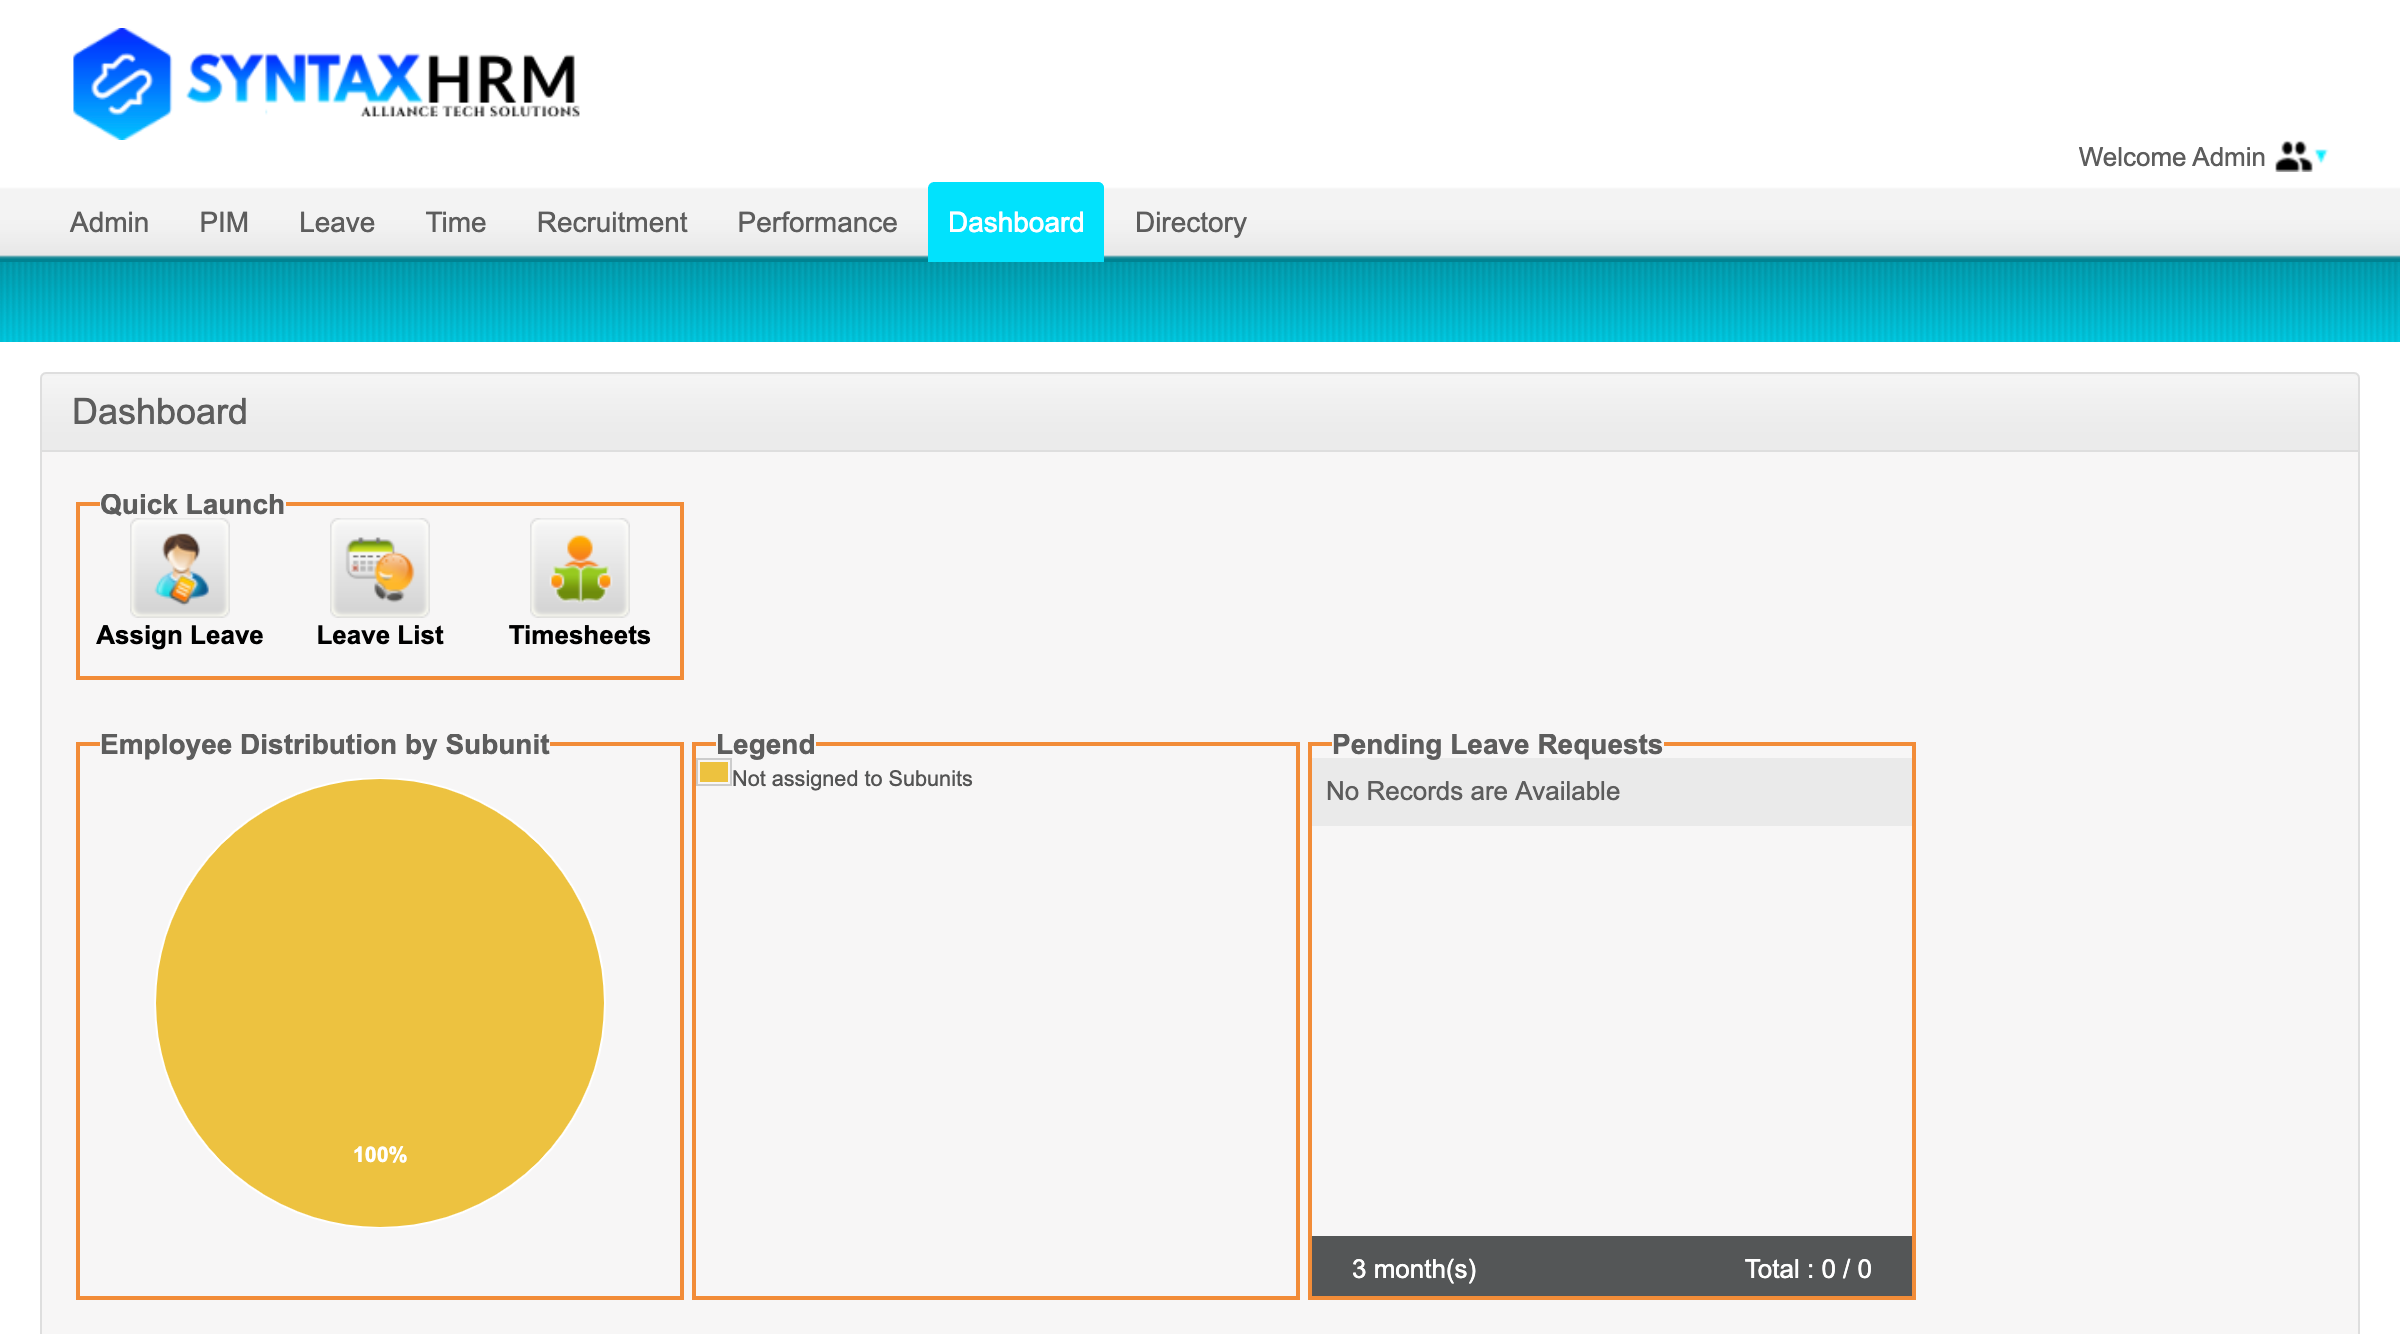 SYNTAXHRM
ALLIANCE TECH SOLUTIONS
Welcome Admin
Admin PIM Leave Time Recruitment Performance Dashboard Directory
Dashboard
Quick Launch
Assign Leave Leave List Timesheets
Employee Distribution by Subunit
100%
Legend
Not assigned to Subunits
Pending Leave Requests
No Records are Available
3 month(s) Total : 0 / 0